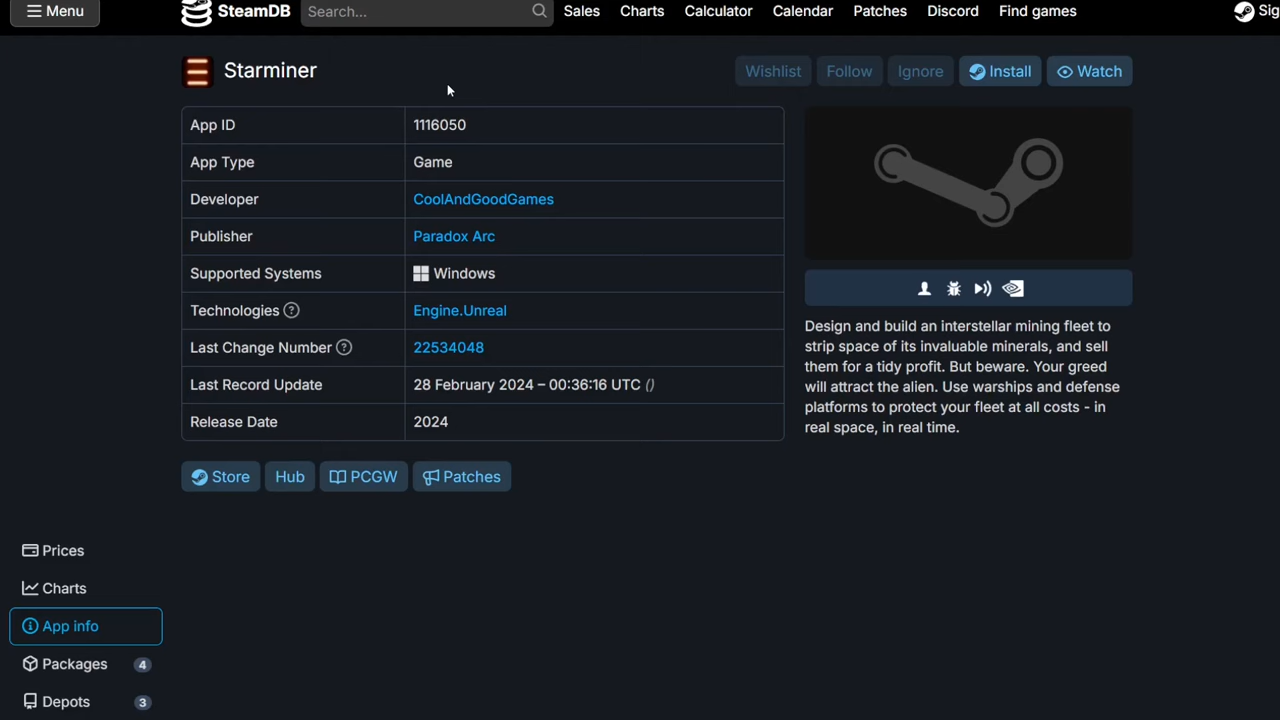 Menu
SteamDB
Search...
Sales
Charts
Calculator
Calendar
Patches
Discord
Find games
Starminer
Wishlist
Follow
Ignore
Install
Watch
App ID
1116050
App Type
Game
Developer
CoolAndGoodGames
Publisher
Paradox Arc
Supported Systems
Windows
Technologies ?
Engine.Unreal
Last Change Number ?
22534048
Last Record Update
28 February 2024 – 00:36:16 UTC ()
Release Date
2024
Design and build an interstellar mining fleet to
strip space of its invaluable minerals, and sell
them for a tidy profit. But beware. Your greed
will attract the alien. Use warships and defense
platforms to protect your fleet at all costs - in
real space, in real time.
Store
Hub
PCGW
Patches
Prices
Charts
App info
Packages 4
Depots 3